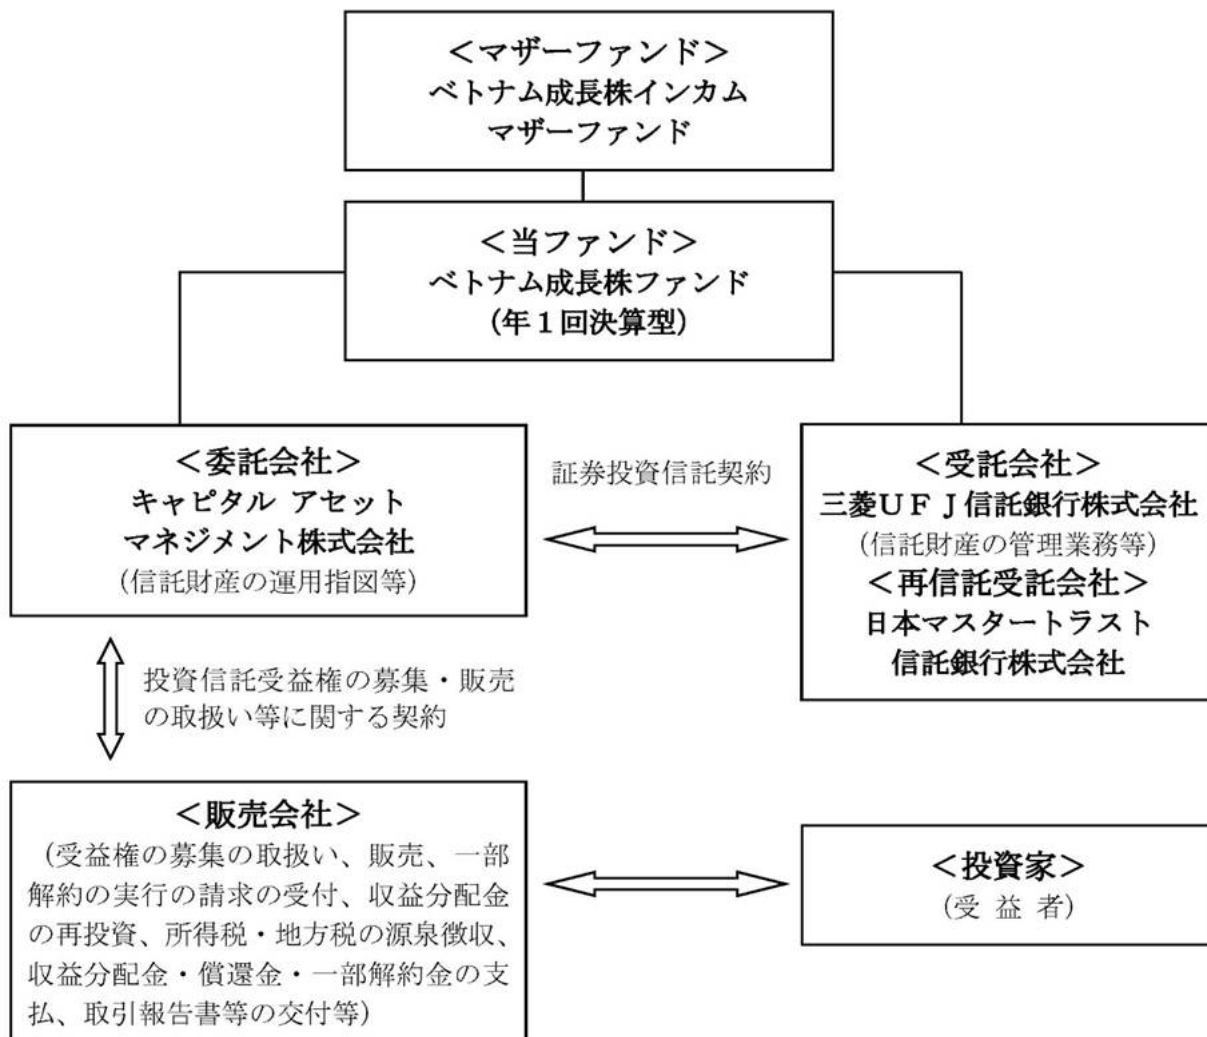 ＜マザーファンド＞
ベトナム成長株インカム
マザーファンド
＜当ファンド＞
ベトナム成長株ファンド
（年１回決算型）
＜委託会社＞
キャピタル アセット
マネジメント株式会社
（信託財産の運用指図等）
証券投資信託契約
＜受託会社＞
三菱ＵＦＪ信託銀行株式会社
（信託財産の管理業務等）
＜再信託受託会社＞
日本マスタートラスト
信託銀行株式会社
投資信託受益権の募集・販売
の取扱い等に関する契約
＜販売会社＞
（受益権の募集の取扱い、販売、一部
解約の実行の請求の受付、収益分配金
の再投資、所得税・地方税の源泉徴収、
収益分配金・償還金・一部解約金の支
払、取引報告書等の交付等）
＜投資家＞
（受 益 者）